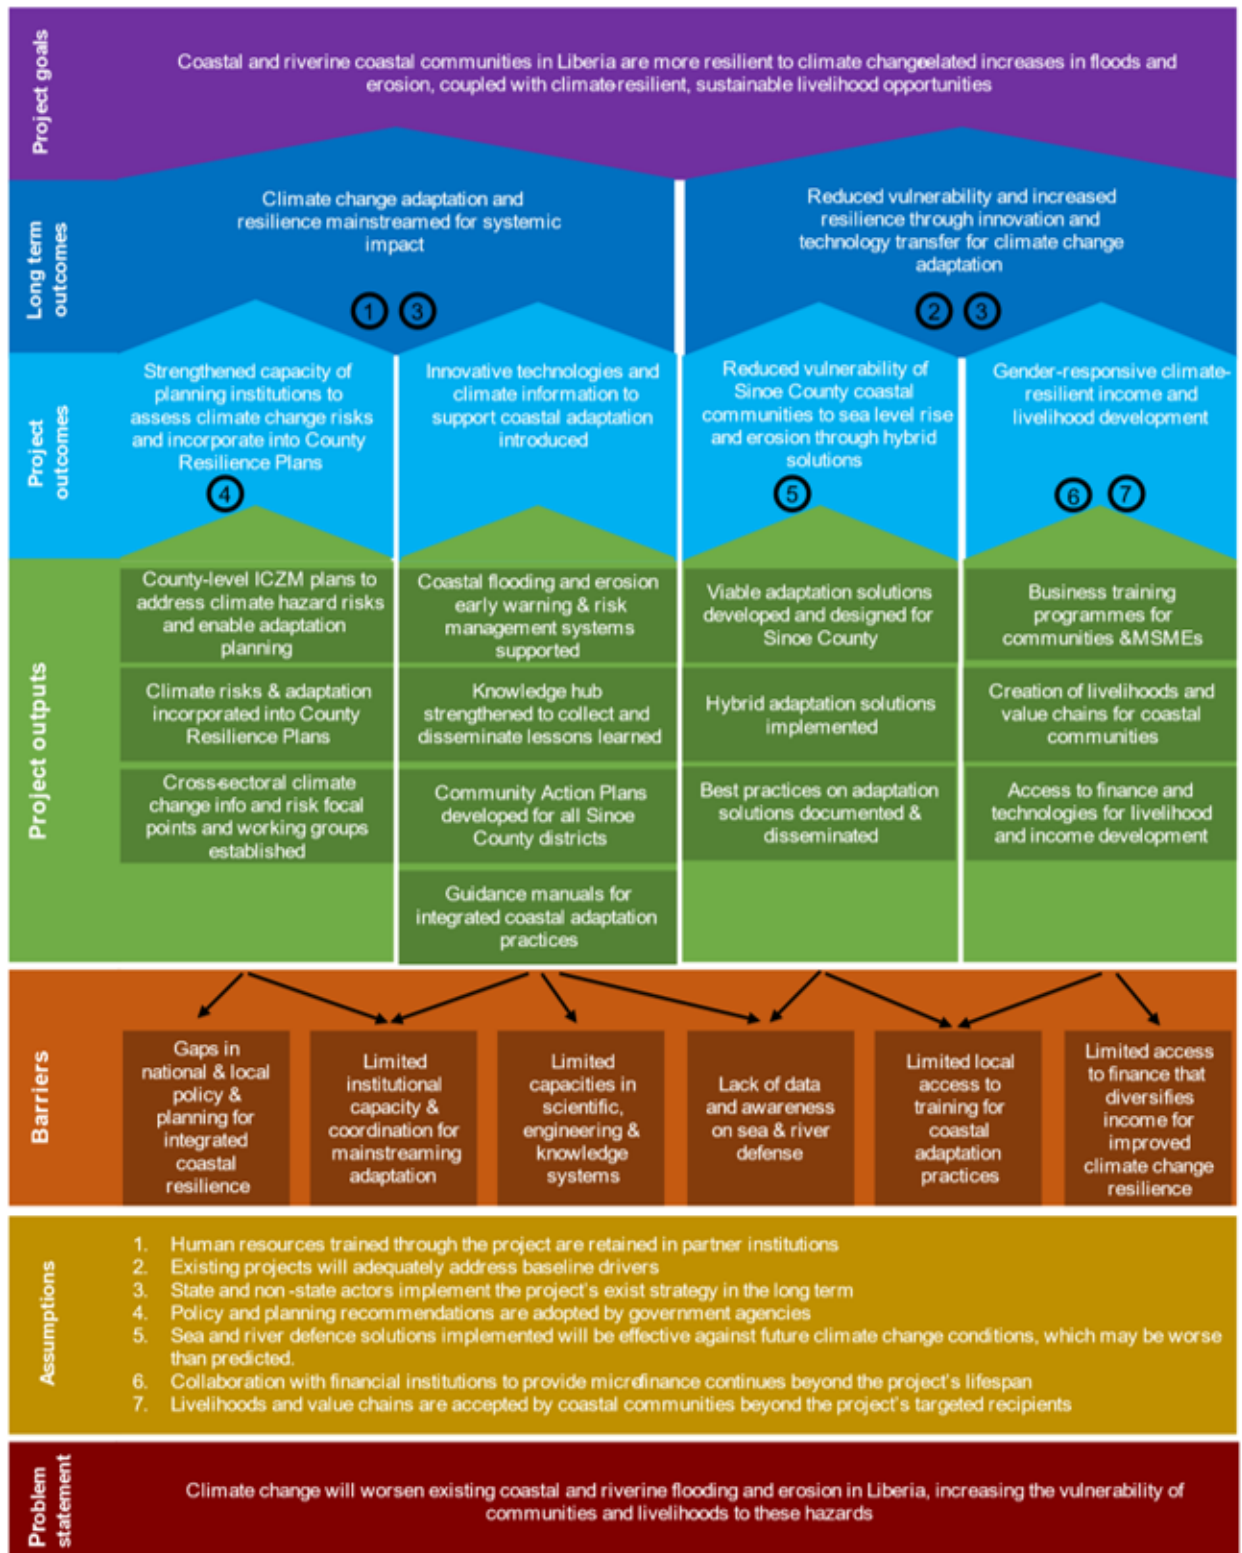 Project goals
Coastal and riverine coastal communities in Liberia are more resilient to climate changerelated increases in floods and
erosion, coupled with climate-resilient, sustainable livelihood opportunities
Long term
outcomes
Climate change adaptation and
resilience mainstreamed for systemic
impact
1 3
Reduced vulnerability and increased
resilience through innovation and
technology transfer for climate change
adaptation
2 3
Project
outcomes
Strengthened capacity of
planning institutions to
assess climate change risks
and incorporate into County
Resilience Plans
4
Innovative technologies and
climate information to
support coastal adaptation
introduced
Reduced vulnerability of
Sinoe County coastal
communities to sea level rise
and erosion through hybrid
solutions
5
Gender-responsive climate-
resilient income and
livelihood development
6 7
Project outputs
County-level ICZM plans to
address climate hazard risks
and enable adaptation
planning
Climate risks & adaptation
incorporated into County
Resilience Plans
Cross-sectoral climate
change info and risk focal
points and working groups
established
Coastal flooding and erosion
early warning & risk
management systems
supported
Knowledge hub
strengthened to collect and
disseminate lessons learned
Community Action Plans
developed for all Sinoe
County districts
Guidance manuals for
integrated coastal adaptation
practices
Viable adaptation solutions
developed and designed for
Sinoe County
Hybrid adaptation solutions
implemented
Best practices on adaptation
solutions documented &
disseminated
Business training
programmes for
communities &MSMEs
Creation of livelihoods and
value chains for coastal
communities
Access to finance and
technologies for livelihood
and income development
Barriers
Gaps in
national & local
policy &
planning for
integrated
coastal
resilience
Limited
institutional
capacity &
coordination for
mainstreaming
adaptation
Limited
capacities in
scientific,
engineering &
knowledge
systems
Lack of data
and awareness
on sea & river
defense
Limited local
access to
training for
coastal
adaptation
practices
Limited access
to finance that
diversifies
income for
improved
climate change
resilience
Assumptions
1. Human resources trained through the project are retained in partner institutions
2. Existing projects will adequately address baseline drivers
3. State and non-state actors implement the project's exist strategy in the long term
4. Policy and planning recommendations are adopted by government agencies
5. Sea and river defence solutions implemented will be effective against future climate change conditions, which may be worse
than predicted.
6. Collaboration with financial institutions to provide microfinance continues beyond the project's lifespan
7. Livelihoods and value chains are accepted by coastal communities beyond the project's targeted recipients
Problem
statement
Climate change will worsen existing coastal and riverine flooding and erosion in Liberia, increasing the vulnerability of
communities and livelihoods to these hazards